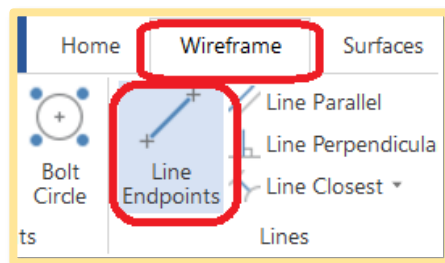 Home Wireframe Surfaces
Bolt Circle
Line Endpoints
Line Parallel
Line Perpendicula
Line Closest
ts Lines